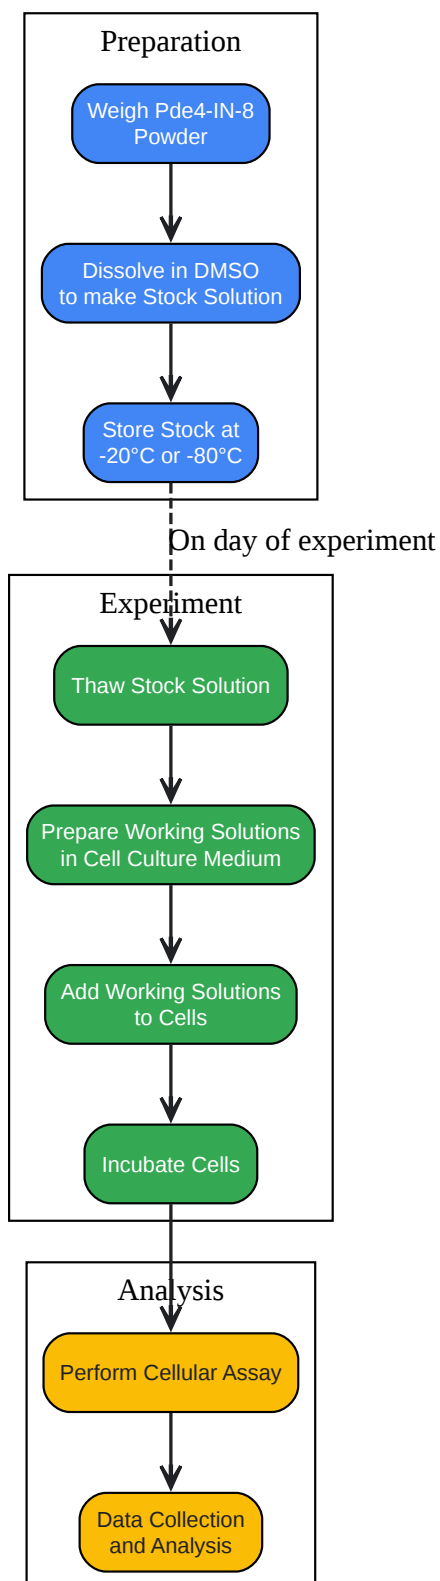 Preparation
Weigh Pde4-IN-8
Powder
Dissolve in DMSO
to make Stock Solution
Store Stock at
-20°C or -80°C
On day of experiment
Experiment
Thaw Stock Solution
Prepare Working Solutions
in Cell Culture Medium
Add Working Solutions
to Cells
Incubate Cells
Analysis
Perform Cellular Assay
Data Collection
and Analysis